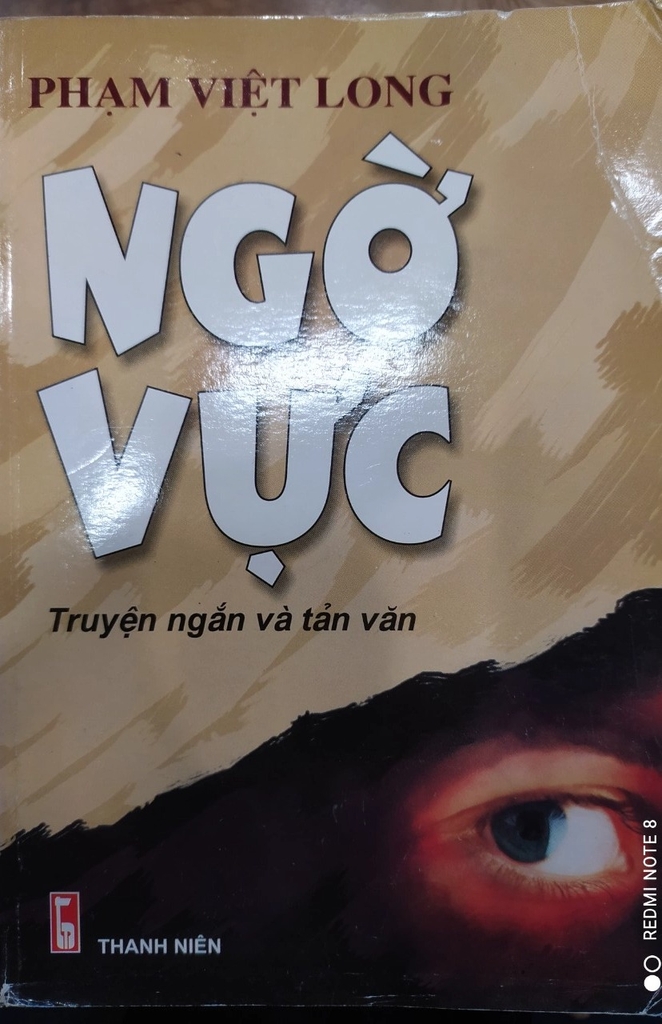 PHẠM VIỆT LONG
NGỜ
VỰC
Truyện ngắn và tản văn
THANH NIÊN
REDMI NOTE 8